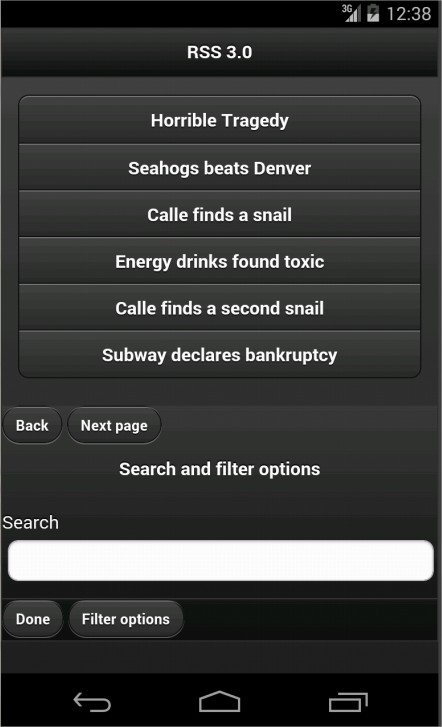 3G 12:38
RSS 3.0
Horrible Tragedy
Seahogs beats Denver
Calle finds a snail
Energy drinks found toxic
Calle finds a second snail
Subway declares bankruptcy
Back Next page
Search and filter options
Search
Done Filter options